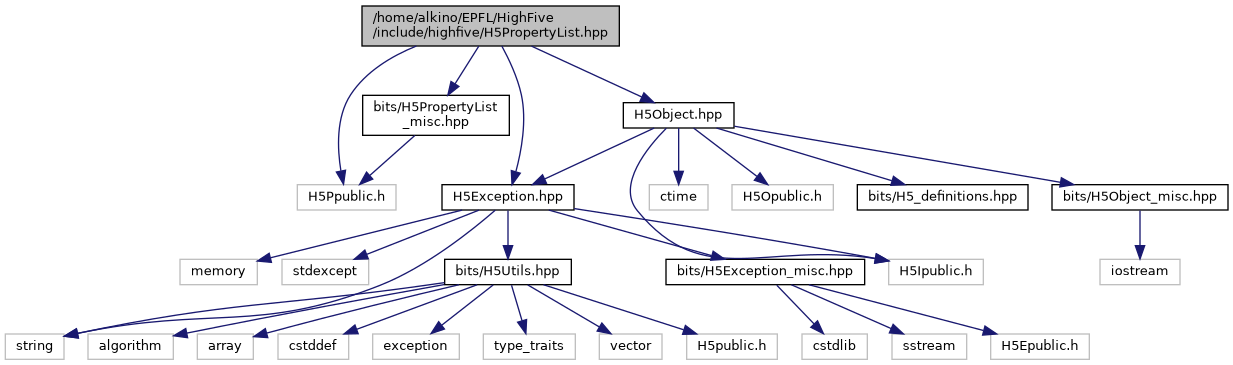 /home/alkino/EPFL/HighFive
/include/highfive/H5PropertyList.hpp
bits/H5PropertyList
_misc.hpp
H5Object.hpp
H5Ppublic.h
H5Exception.hpp
ctime
H5Opublic.h
bits/H5_definitions.hpp
bits/H5Object_misc.hpp
memory
stdexcept
bits/H5Utils.hpp
bits/H5Exception_misc.hpp
H5Ipublic.h
iostream
string
algorithm
array
cstddef
exception
type_traits
vector
H5public.h
cstdlib
sstream
H5Epublic.h